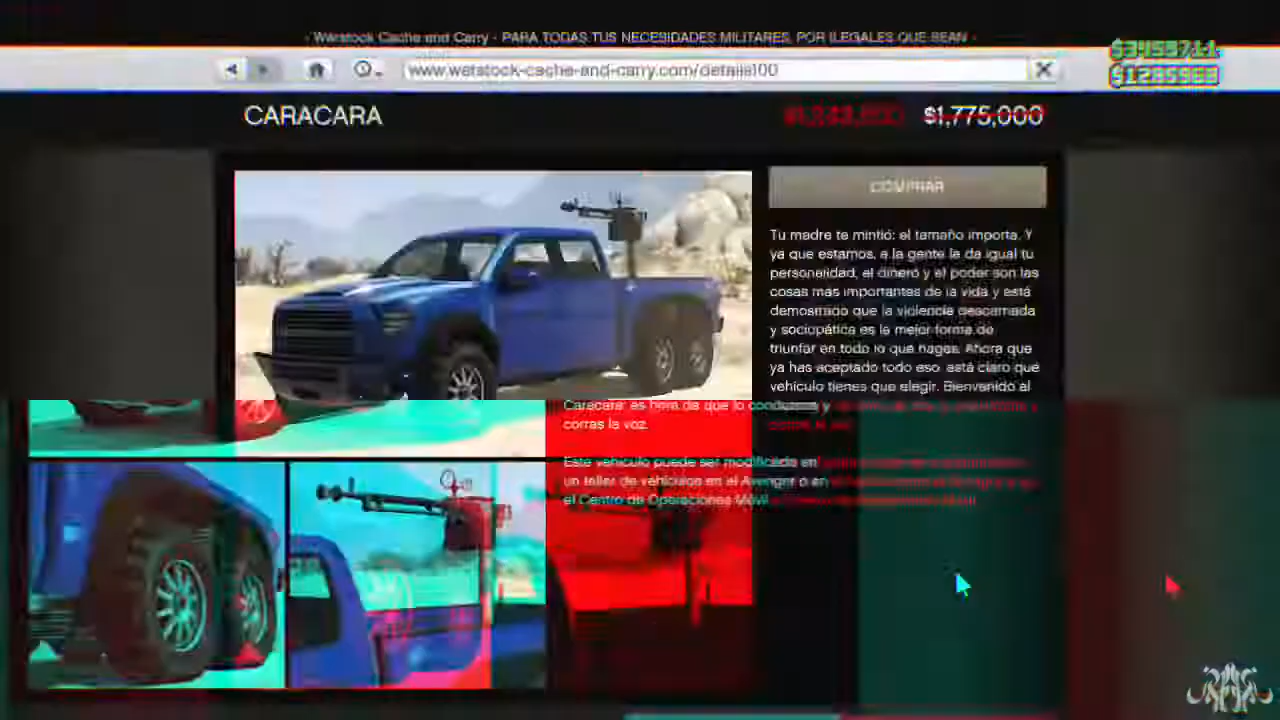 - Warstock Cache and Carry - PARA TODAS TUS NECESIDADES MILITARES, POR ILEGALES QUE SEAN -
www.warstock-cache-and-carry.com/details100
CARACARA
$1,775,000
COMPRAR
Tu madre te mintió: el tamaño importa. Y
ya que estamos, a la gente le da igual tu
personalidad, el dinero y el poder son las
cosas más importantes de la vida y está
demostrado que la violencia descarnada
y sociopática es la mejor forma de
triunfar en todo lo que hagas. Ahora que
ya has aceptado todo eso, está claro qué
vehículo tienes que elegir. Bienvenido al
Caracara: es hora de que lo conduzcas y
corras la voz.
Este vehículo puede ser modificado en
un taller de vehículos en el Avenger o en
el Centro de Operaciones Móvil